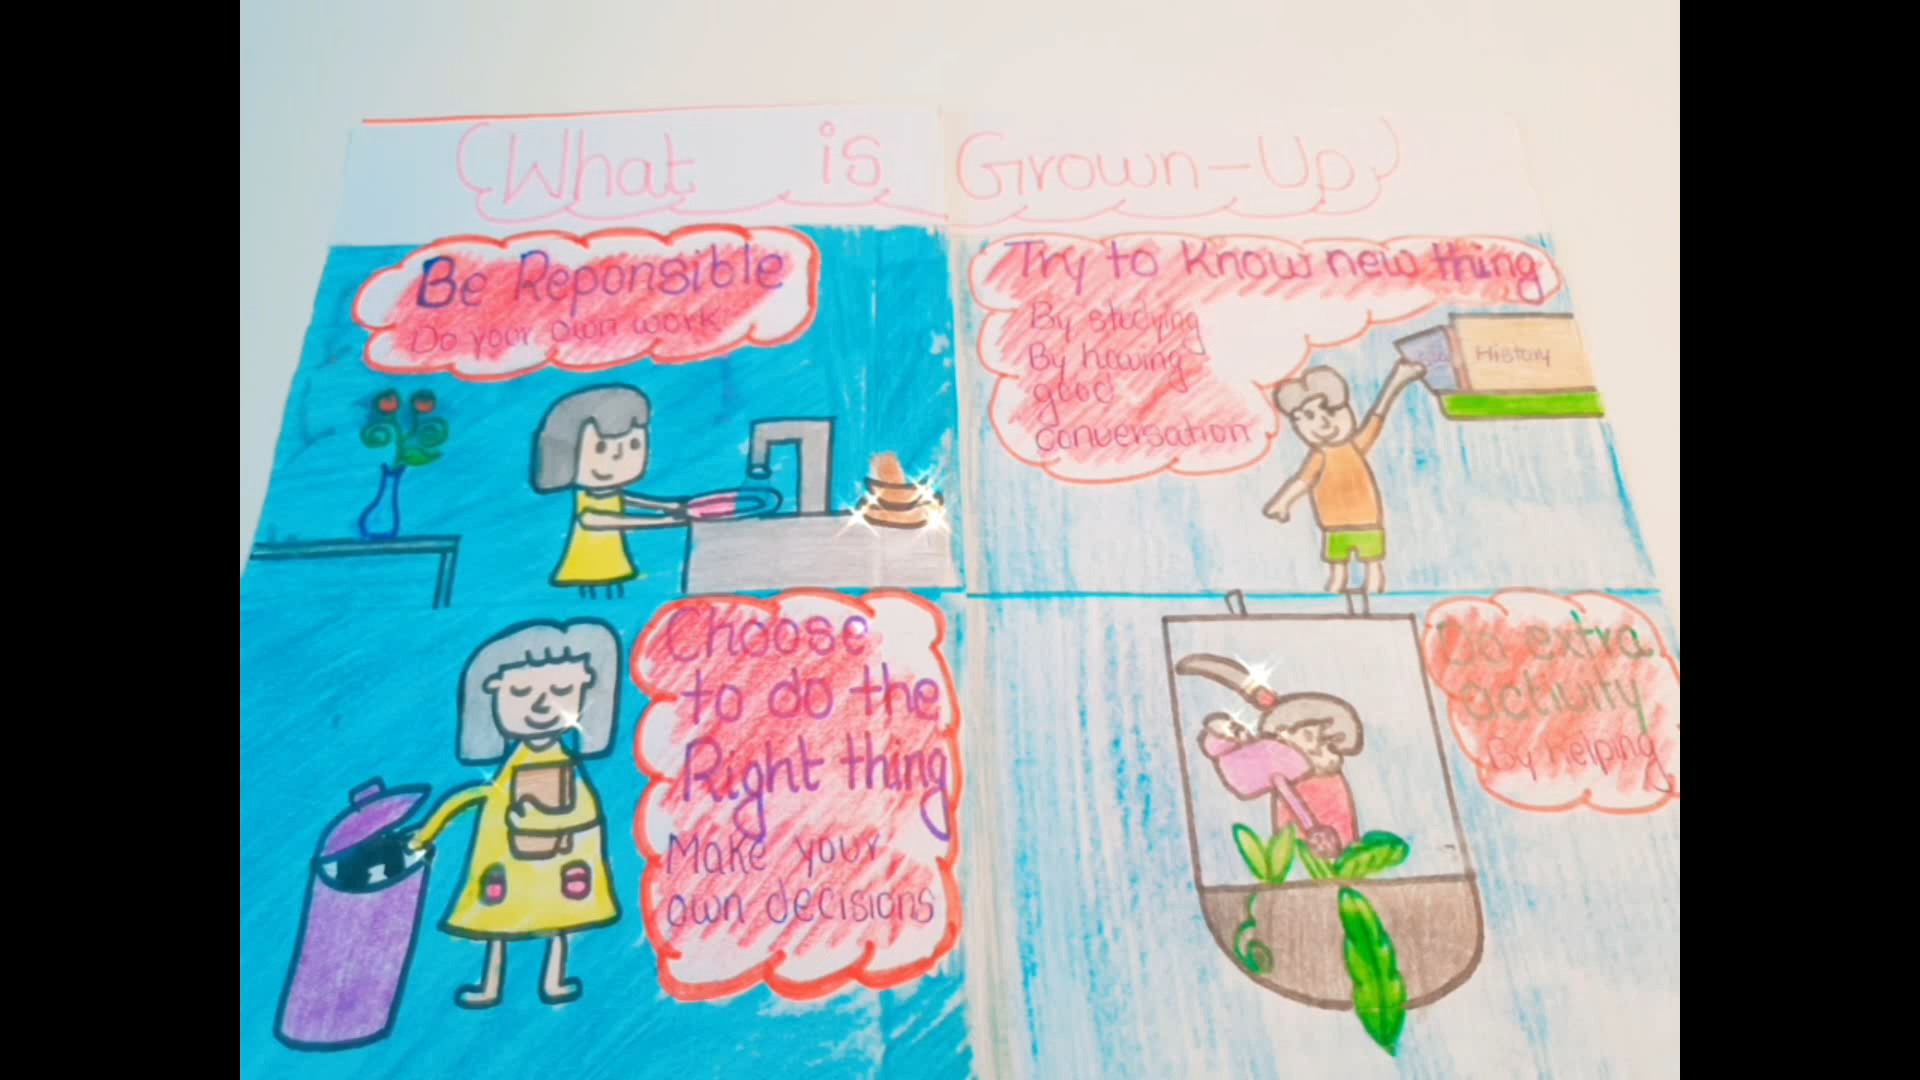 What is Grown-Up
Be Reponsible
Do your own work
Try to Know new thing
By studying
By having
good
conversation
History
Choose
to do the
Right thing
Make your
own decisions
Do extra
activity
By helping